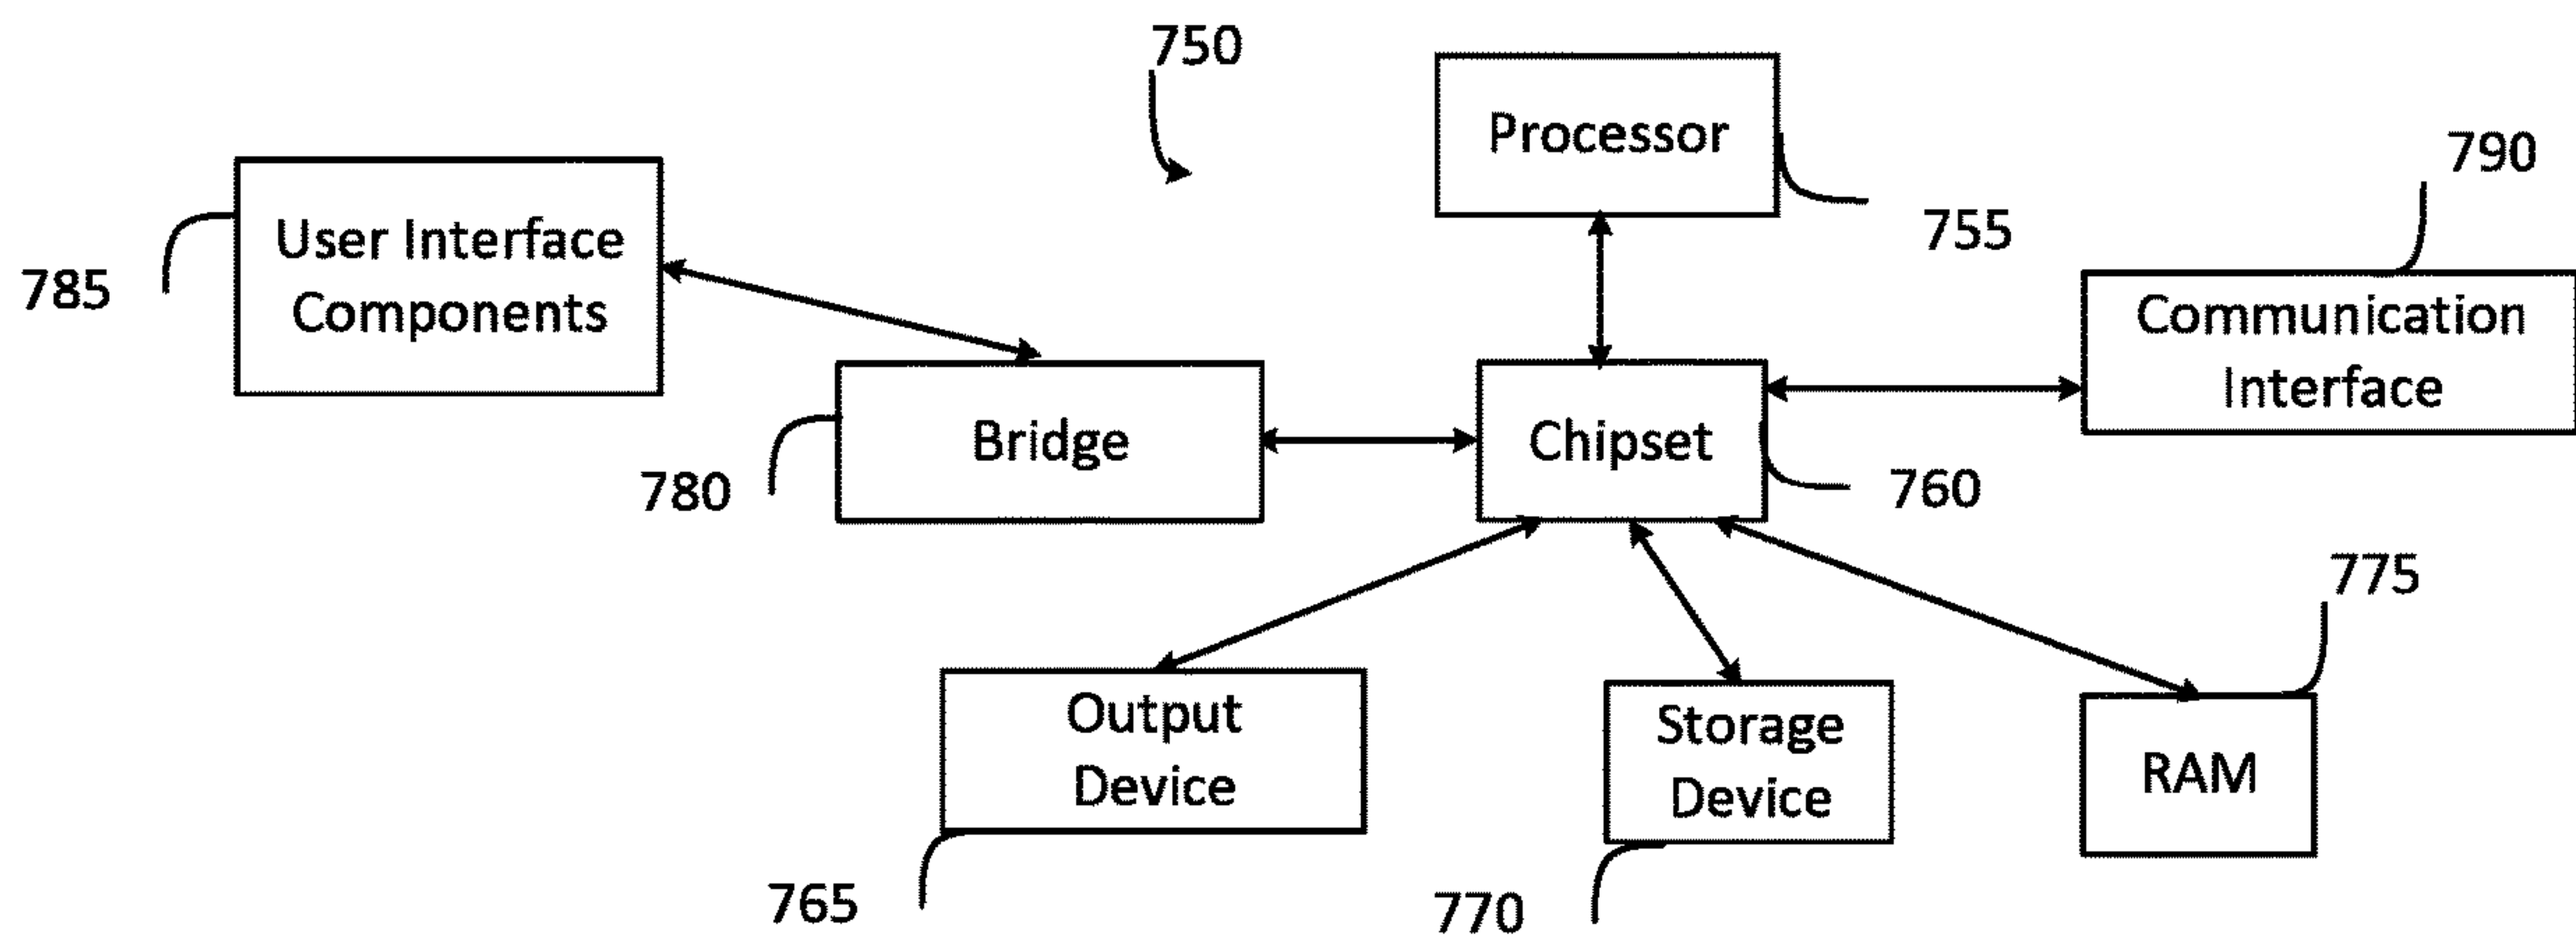 750
Processor
790
755
User Interface
Components
785
Communication
Interface
Bridge
Chipset
780
760
775
Output
Device
Storage
Device
RAM
765
770